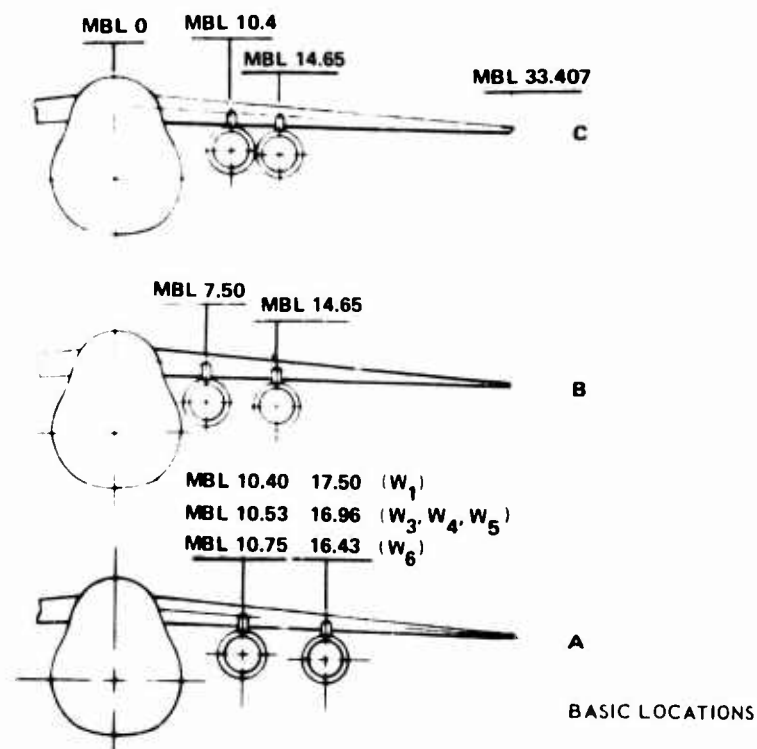 MBL 0
MBL 10.4
MBL 14.65
MBL 33.407
C
MBL 7.50
MBL 14.65
B
MBL 10.40 17.50 (W1)
MBL 10.53 16.96 (W3, W4, W5)
MBL 10.75 16.43 (W6)
A
BASIC LOCATIONS